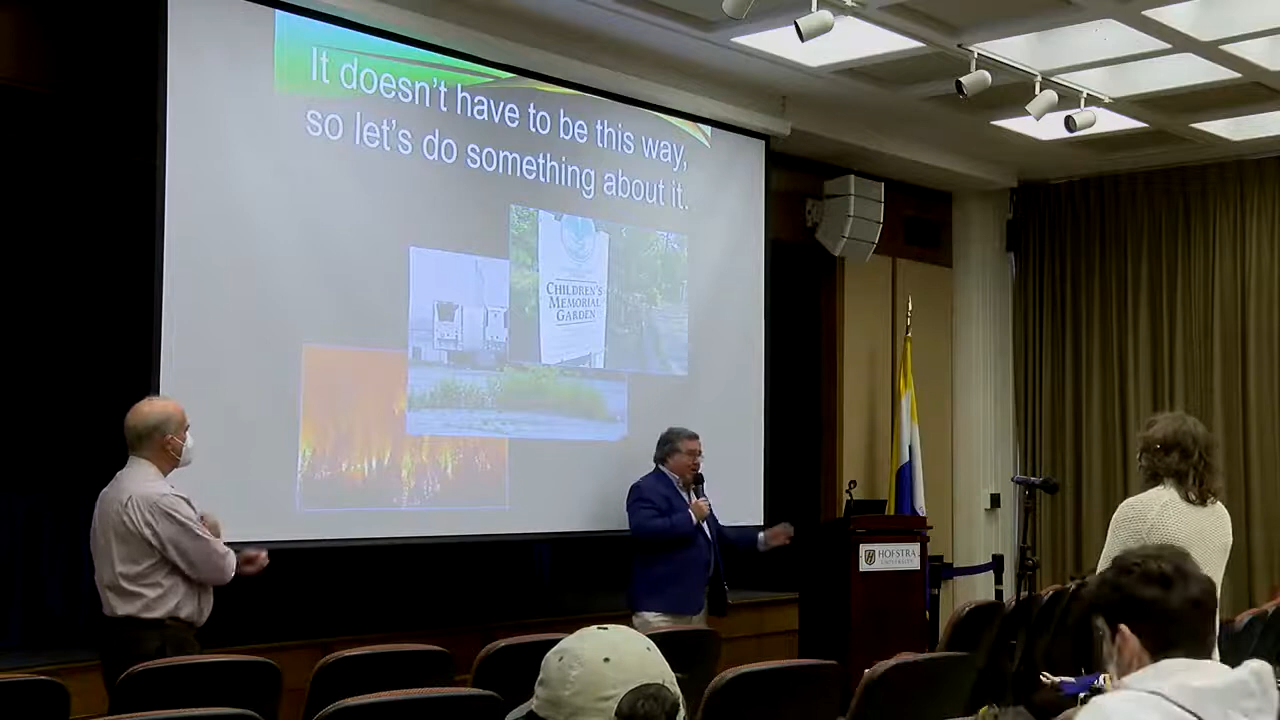 It doesn't have to be this way,
so let's do something about it.
CHILDREN'S
MEMORIAL
GARDEN
HOFSTRA
UNIVERSITY